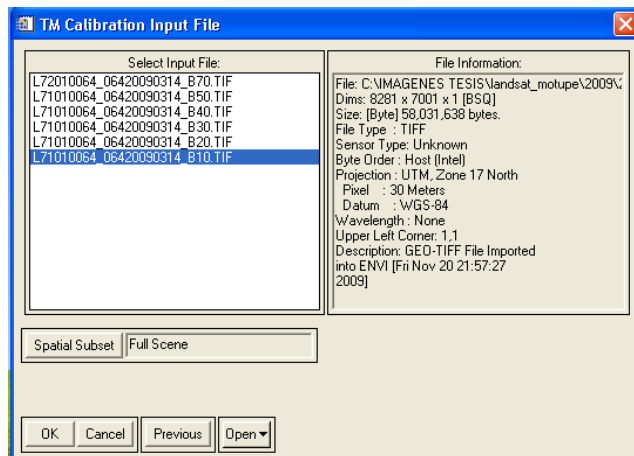 TM Calibration Input File
Select Input File:
L72010064_06420090314_B70.TIF
L71010064_06420090314_B50.TIF
L71010064_06420090314_B40.TIF
L71010064_06420090314_B30.TIF
L71010064_06420090314_B20.TIF
L71010064_06420090314_B10.TIF
File Information:
File: C:\IMAGENES TESIS\landsat_motupe\2009\
Dims: 8281 x 7001 x 1 [BSQ]
Size: [Byte] 58,031,638 bytes.
File Type : TIFF
Sensor Type: Unknown
Byte Order : Host (Intel)
Projection : UTM, Zone 17 North
Pixel : 30 Meters
Datum : WGS-84
Wavelength : None
Upper Left Corner: 1,1
Description: GEO-TIFF File Imported
into ENVI [Fri Nov 20 21:57:27
2009]
Spatial Subset Full Scene
OK Cancel Previous Open